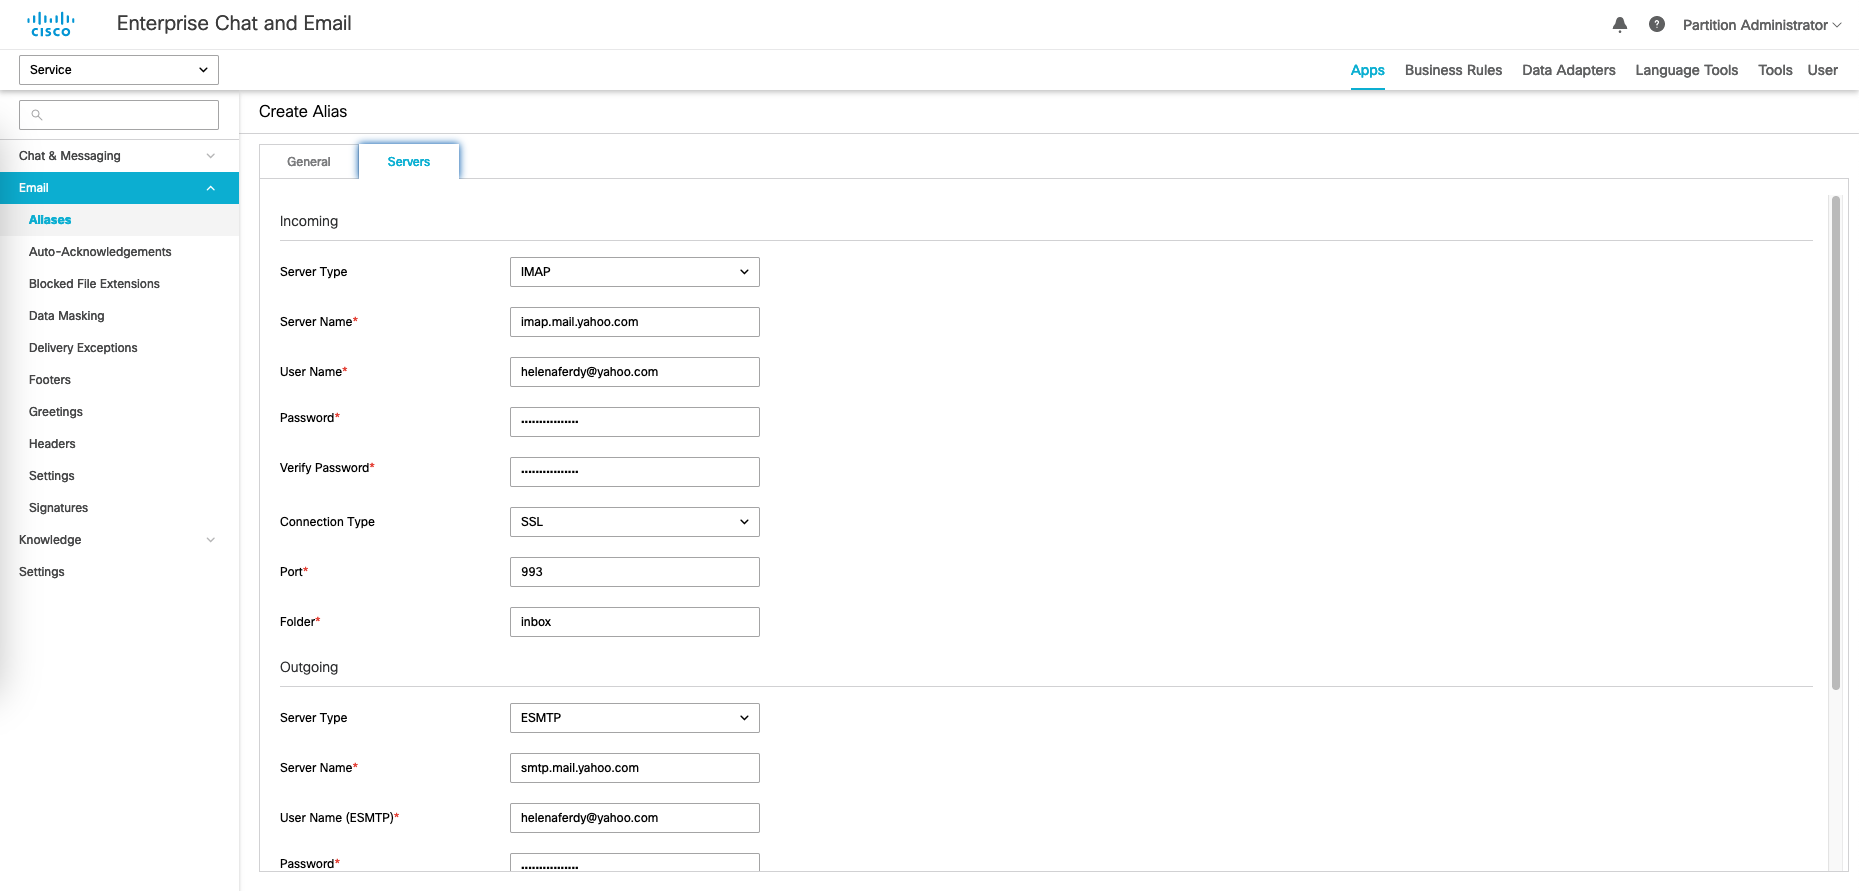 CISCO
Enterprise Chat and Email
Partition Administrator
Service
Apps
Business Rules
Data Adapters
Language Tools
Tools
User
Chat & Messaging
Email
Aliases
Auto-Acknowledgements
Blocked File Extensions
Data Masking
Delivery Exceptions
Footers
Greetings
Headers
Settings
Signatures
Knowledge
Settings
Create Alias
General
Servers
Incoming
Server Type
IMAP
Server Name*
imap.mail.yahoo.com
User Name*
helenaferdy@yahoo.com
Password*
Verify Password*
Connection Type
SSL
Port*
993
Folder*
inbox
Outgoing
Server Type
ESMTP
Server Name*
smtp.mail.yahoo.com
User Name (ESMTP)*
helenaferdy@yahoo.com
Password*